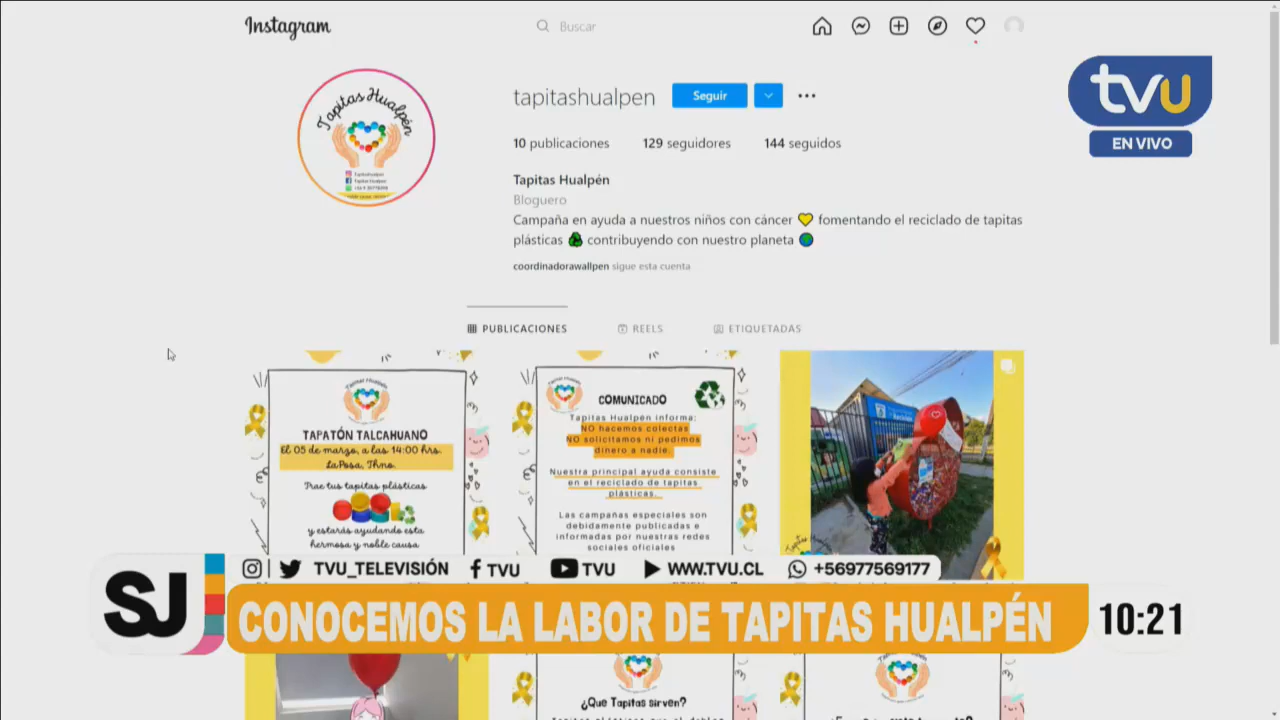 Instagram
Buscar
tvu
EN VIVO
Tapitas Hualpén
tapitashualpen
Seguir
10 publicaciones 129 seguidores 144 seguidos
Tapitas Hualpén
Bloguero
Campaña en ayuda a nuestros niños con cáncer 💛 fomentando el reciclado de tapitas
plásticas ♻ contribuyendo con nuestro planeta 🌎
coordinadorawallpen sigue esta cuenta
PUBLICACIONES REELS ETIQUETADAS
Tapitas Hualpén
TAPATÓN TALCAHUANO
El 05 de marzo, a las 14:00 hrs.
La Posa, Thno.
Trae tus tapitas plásticas
y estarás ayudando esta
hermosa y noble causa
COMUNICADO
Tapitas Hualpén informa:
NO hacemos colectas
NO solicitamos ni pedimos
dinero a nadie.
Nuestra principal ayuda consiste
en el reciclado de tapitas
plásticas.
Las campañas especiales son
debidamente publicadas e
informadas por nuestras redes
sociales oficiales
TVU_TELEVISIÓN TVU TVU WWW.TVU.CL +56977569177
SJ
CONOCEMOS LA LABOR DE TAPITAS HUALPÉN
10:21
¿Que Tapitas sirven?